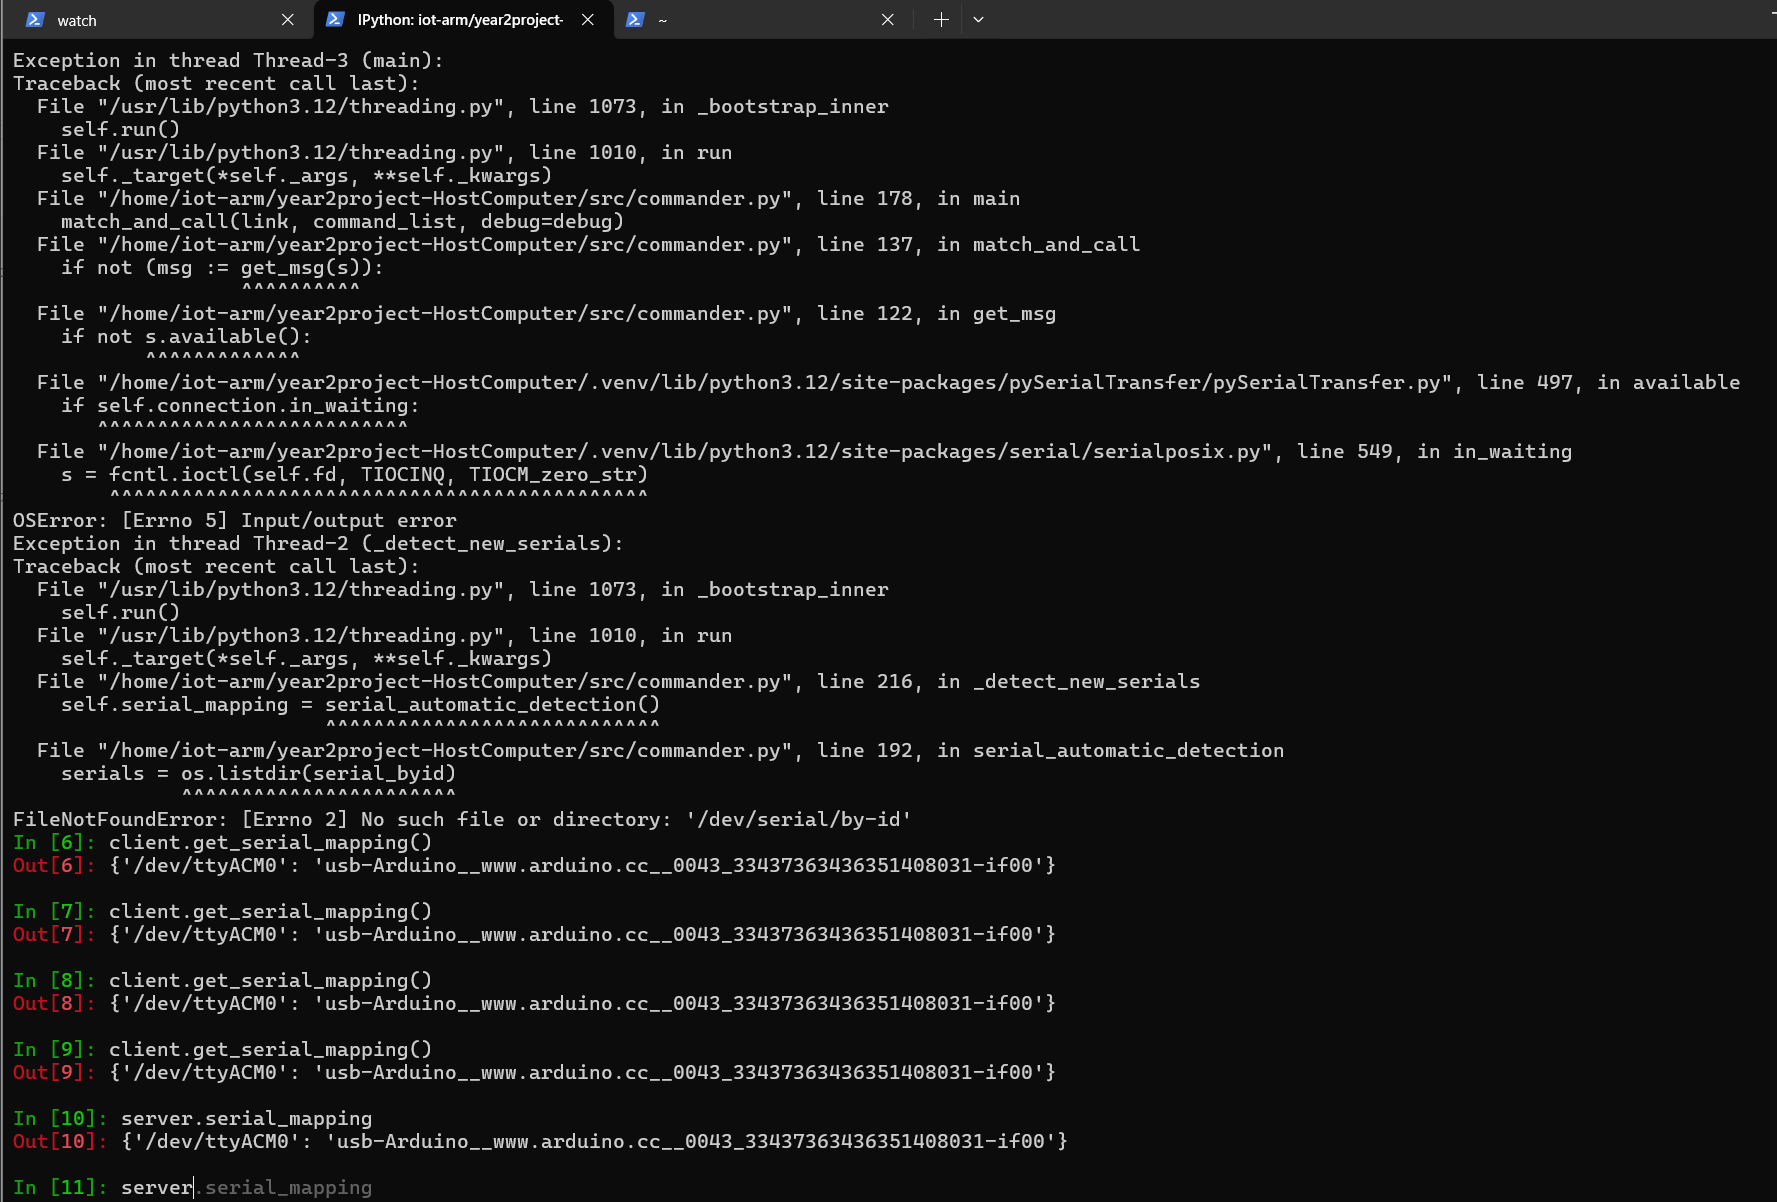 watch
IPython: iot-arm/year2project-
~
Exception in thread Thread-3 (main):
Traceback (most recent call last):
  File "/usr/lib/python3.12/threading.py", line 1073, in _bootstrap_inner
    self.run()
  File "/usr/lib/python3.12/threading.py", line 1010, in run
    self._target(*self._args, **self._kwargs)
  File "/home/iot-arm/year2project-HostComputer/src/commander.py", line 178, in main
    match_and_call(link, command_list, debug=debug)
  File "/home/iot-arm/year2project-HostComputer/src/commander.py", line 137, in match_and_call
    if not (msg := get_msg(s)):
                   ^^^^^^^^^^
  File "/home/iot-arm/year2project-HostComputer/src/commander.py", line 122, in get_msg
    if not s.available():
           ^^^^^^^^^^^^^
  File "/home/iot-arm/year2project-HostComputer/.venv/lib/python3.12/site-packages/pySerialTransfer/pySerialTransfer.py", line 497, in available
    if self.connection.in_waiting:
       ^^^^^^^^^^^^^^^^^^^^^^^^^^
  File "/home/iot-arm/year2project-HostComputer/.venv/lib/python3.12/site-packages/serial/serialposix.py", line 549, in in_waiting
    s = fcntl.ioctl(self.fd, TIOCINQ, TIOCM_zero_str)
        ^^^^^^^^^^^^^^^^^^^^^^^^^^^^^^^^^^^^^^^^^^^^^
OSError: [Errno 5] Input/output error
Exception in thread Thread-2 (_detect_new_serials):
Traceback (most recent call last):
  File "/usr/lib/python3.12/threading.py", line 1073, in _bootstrap_inner
    self.run()
  File "/usr/lib/python3.12/threading.py", line 1010, in run
    self._target(*self._args, **self._kwargs)
  File "/home/iot-arm/year2project-HostComputer/src/commander.py", line 216, in _detect_new_serials
    self.serial_mapping = serial_automatic_detection()
                          ^^^^^^^^^^^^^^^^^^^^^^^^^^^^
  File "/home/iot-arm/year2project-HostComputer/src/commander.py", line 192, in serial_automatic_detection
    serials = os.listdir(serial_byid)
              ^^^^^^^^^^^^^^^^^^^^^^^
FileNotFoundError: [Errno 2] No such file or directory: '/dev/serial/by-id'
In [6]: client.get_serial_mapping()
Out[6]: {'/dev/ttyACM0': 'usb-Arduino__www.arduino.cc__0043_33437363436351408031-if00'}
In [7]: client.get_serial_mapping()
Out[7]: {'/dev/ttyACM0': 'usb-Arduino__www.arduino.cc__0043_33437363436351408031-if00'}
In [8]: client.get_serial_mapping()
Out[8]: {'/dev/ttyACM0': 'usb-Arduino__www.arduino.cc__0043_33437363436351408031-if00'}
In [9]: client.get_serial_mapping()
Out[9]: {'/dev/ttyACM0': 'usb-Arduino__www.arduino.cc__0043_33437363436351408031-if00'}
In [10]: server.serial_mapping
Out[10]: {'/dev/ttyACM0': 'usb-Arduino__www.arduino.cc__0043_33437363436351408031-if00'}
In [11]: server.serial_mapping